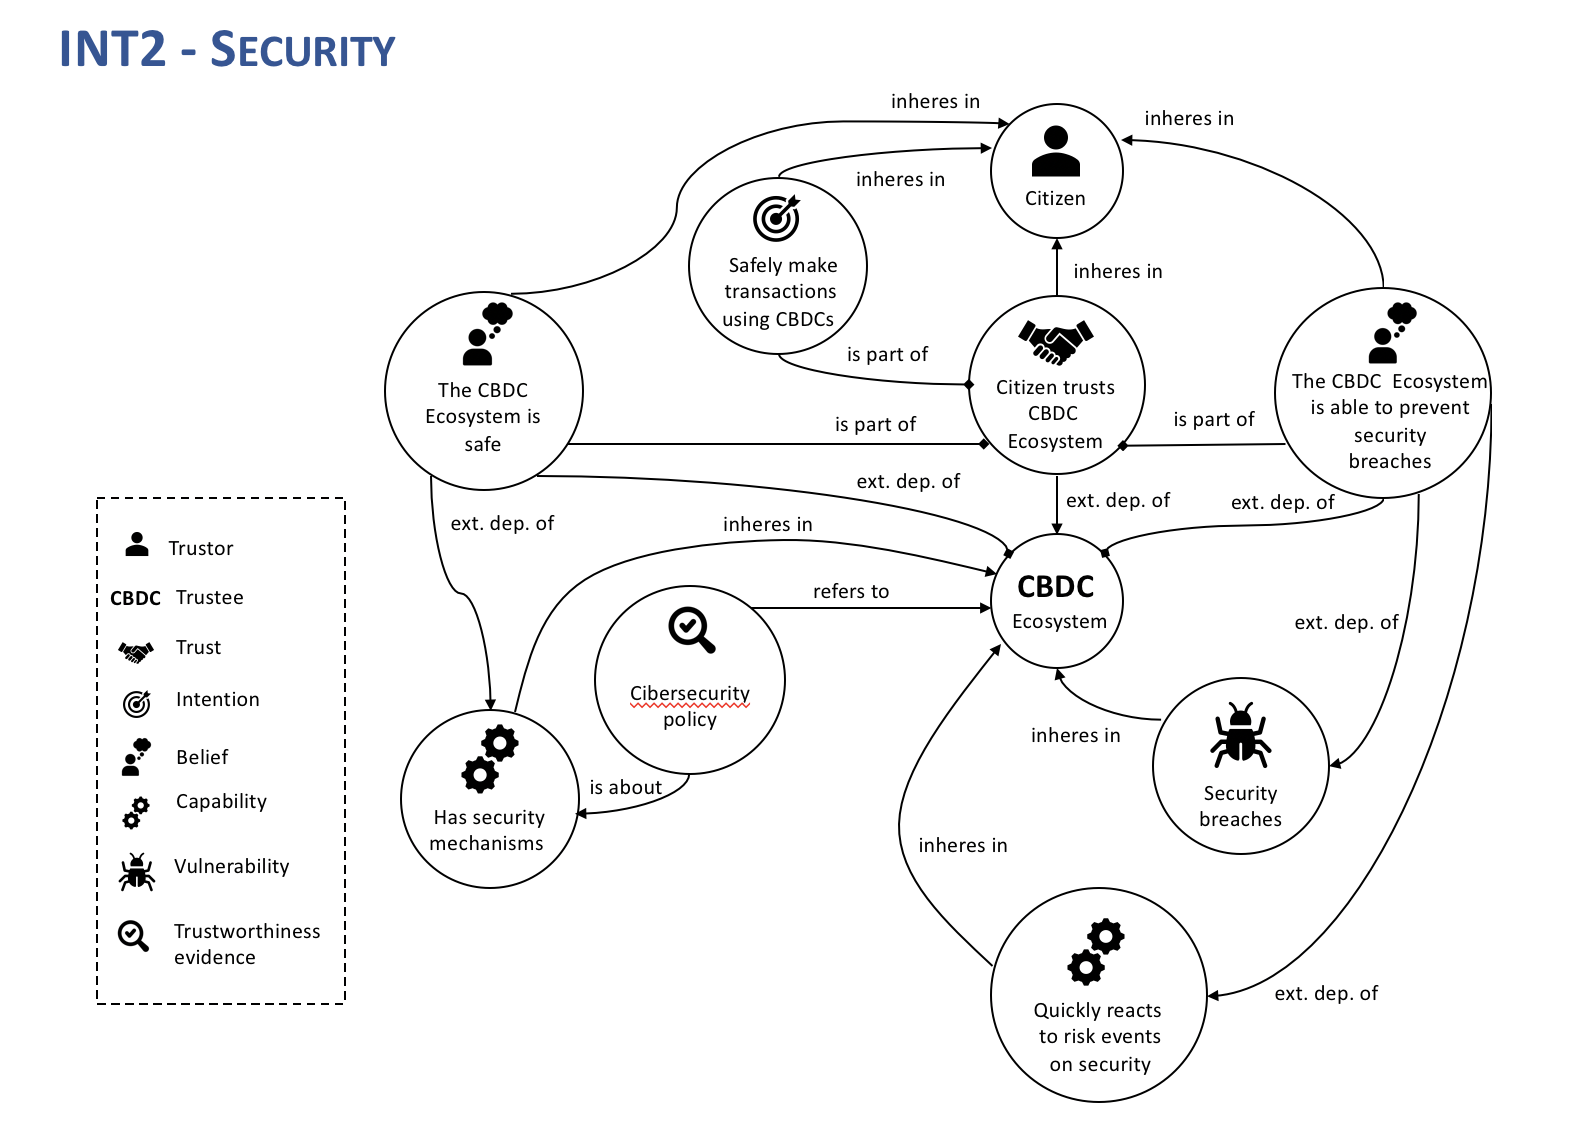 INT2 - SECURITY
inheres in
inheres in
inheres in
Citizen
Safely make
transactions
using CBDCs
inheres in
is part of
The CBDC
Ecosystem is
safe
Citizen trusts
CBDC
Ecosystem
The CBDC Ecosystem
is able to prevent
security
breaches
is part of
is part of
ext. dep. of
ext. dep. of
ext. dep. of
ext. dep. of
inheres in
CBDC
Ecosystem
refers to
ext. dep. of
Cibersecurity
policy
inheres in
is about
Security
breaches
Has security
mechanisms
inheres in
ext. dep. of
Quickly reacts
to risk events
on security
Trustor
CBDC Trustee
Trust
Intention
Belief
Capability
Vulnerability
Trustworthiness
evidence